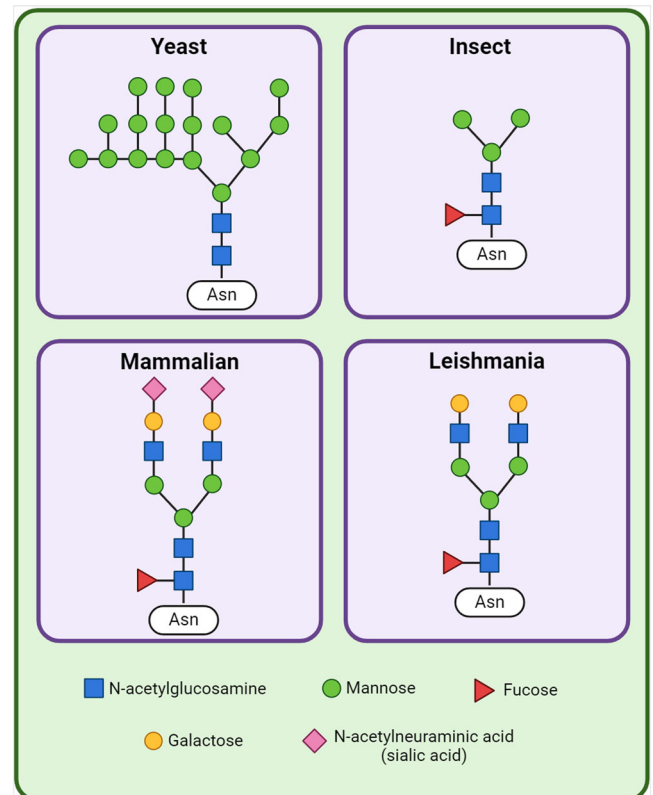 Yeast
Insect
Asn
Asn
Mammalian
Leishmania
Asn
Asn
N-acetylglucosamine
Mannose
Fucose
Galactose
N-acetylneuraminic acid
(sialic acid)